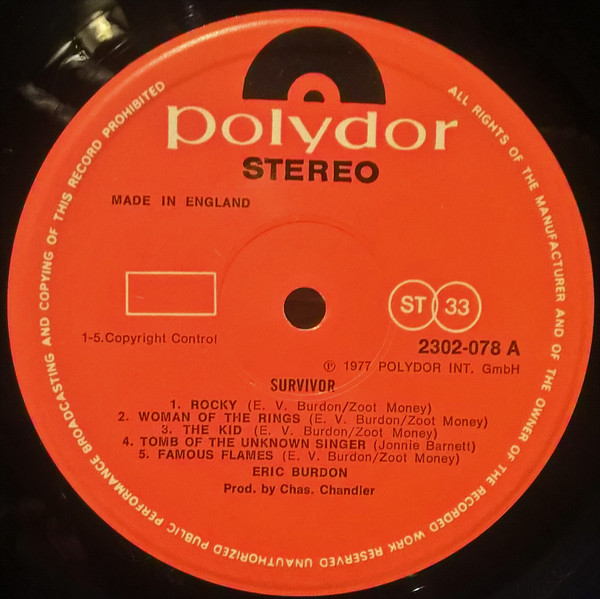 polydor
STEREO
MADE IN ENGLAND
ST 33
1-5.Copyright Control
2302-078 A
℗ 1977 POLYDOR INT. GmbH
SURVIVOR
1. ROCKY (E. V. Burdon/Zoot Money)
2. WOMAN OF THE RINGS (E. V. Burdon/Zoot Money)
3. THE KID (E. V. Burdon/Zoot Money)
4. TOMB OF THE UNKNOWN SINGER (Jonnie Barnett)
5. FAMOUS FLAMES (E. V. Burdon/Zoot Money)
ERIC BURDON
Prod. by Chas. Chandler
ALL RIGHTS OF THE MANUFACTURER AND OF THE OWNER OF THE RECORDED WORK RESERVED UNAUTHORIZED PUBLIC PERFORMANCE BROADCASTING AND COPYING OF THIS RECORD PROHIBITED